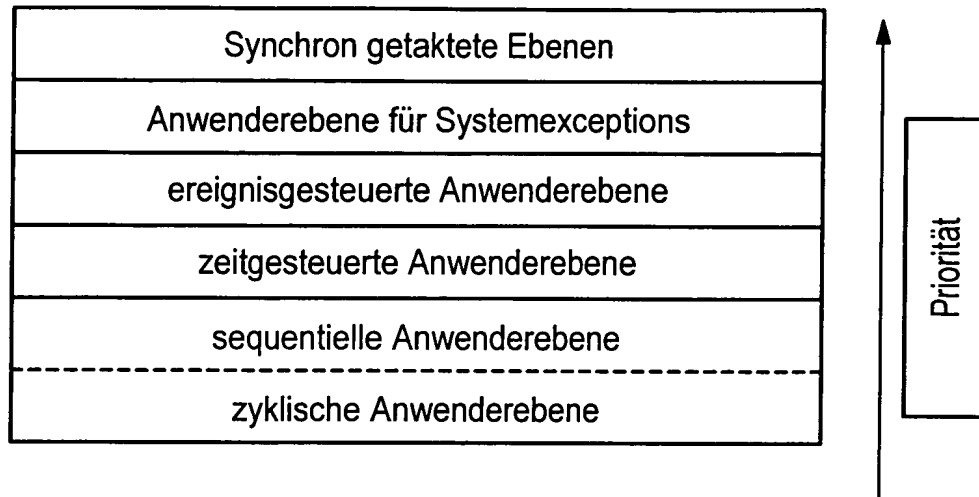 Synchron getaktete Ebenen
Anwenderebene für Systemexceptions
ereignisgesteuerte Anwenderebene
zeitgesteuerte Anwenderebene
sequentielle Anwenderebene
zyklische Anwenderebene
Priorität